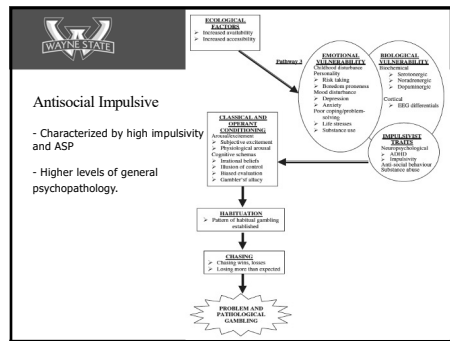 WAYNE STATE
Antisocial Impulsive
- Characterized by high impulsivity
and ASP
- Higher levels of general
psychopathology.
ECOLOGICAL
FACTORS
➢ Increased availability
➢ Increased accessibility
Pathway 3
EMOTIONAL
VULNERABILITY
Childhood disturbance
Personality
➢ Risk taking
➢ Boredom proneness
Mood disturbance
➢ Depression
➢ Anxiety
Poor coping/problem-
solving
➢ Life stresses
➢ Substance use
BIOLOGICAL
VULNERABILITY
Biochemical
➢ Serotonergic
➢ Noradrenergic
➢ Dopaminergic
Cortical
➢ EEG differentials
IMPULSIVIST
TRAITS
Neuropsychological
➢ ADHD
➢ Impulsivity
Anti-social behaviour
Substance abuse
CLASSICAL AND
OPERANT
CONDITIONING
Arousal/excitement
➢ Subjective excitement
➢ Physiological arousal
Cognitive schemas
➢ Irrational beliefs
➢ Illusion of control
➢ Biased evaluation
➢ Gambler's fallacy
HABITUATION
➢ Pattern of habitual gambling
established
CHASING
➢ Chasing wins, losses
➢ Losing more than expected
PROBLEM AND
PATHOLOGICAL
GAMBLING